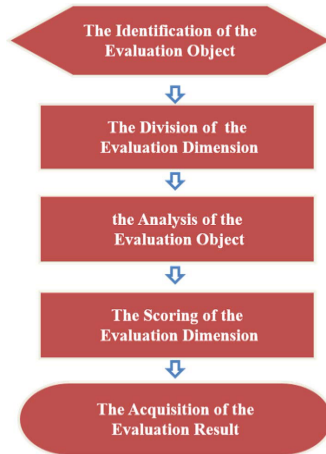 The Identification of the
Evaluation Object
The Division of the
Evaluation Dimension
the Analysis of the
Evaluation Object
The Scoring of the
Evaluation Dimension
The Acquisition of the
Evaluation Result